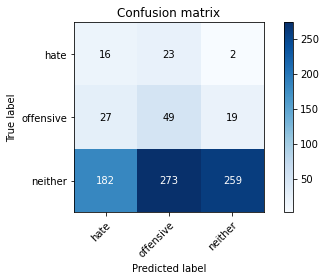 Confusion matrix
hate 16 23 2
offensive 27 49 19
neither 182 273 259
hate offensive neither
True label
Predicted label
250
200
150
100
50